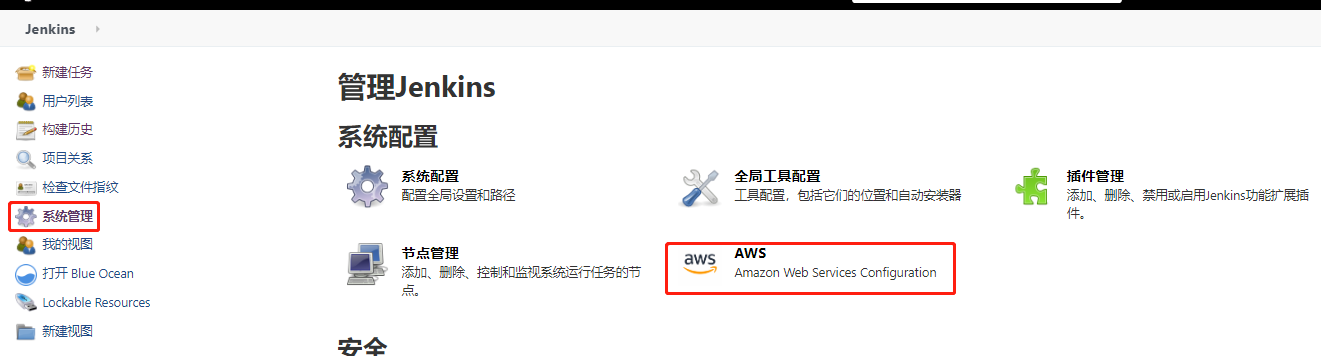 Jenkins
新建任务
用户列表
构建历史
项目关系
检查文件指纹
系统管理
我的视图
打开 Blue Ocean
Lockable Resources
新建视图
管理Jenkins
系统配置
系统配置
配置全局设置和路径
全局工具配置
工具配置，包括它们的位置和自动安装器
插件管理
添加、删除、禁用或启用Jenkins功能扩展插
件。
节点管理
添加、删除、控制和监视系统运行任务的节
点。
aws
AWS
Amazon Web Services Configuration
安全